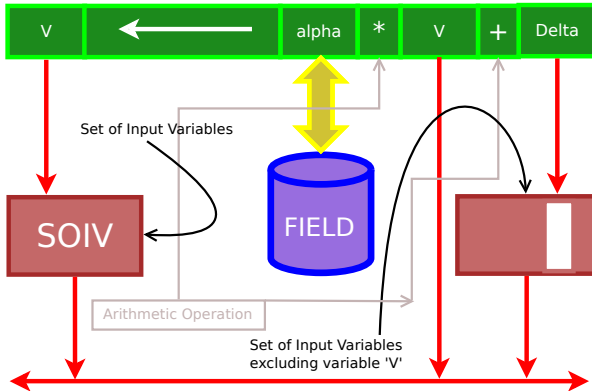 V
alpha
*
V
+
Delta
Set of Input Variables
SOIV
FIELD
Arithmetic Operation
Set of Input Variables
excluding variable 'V'